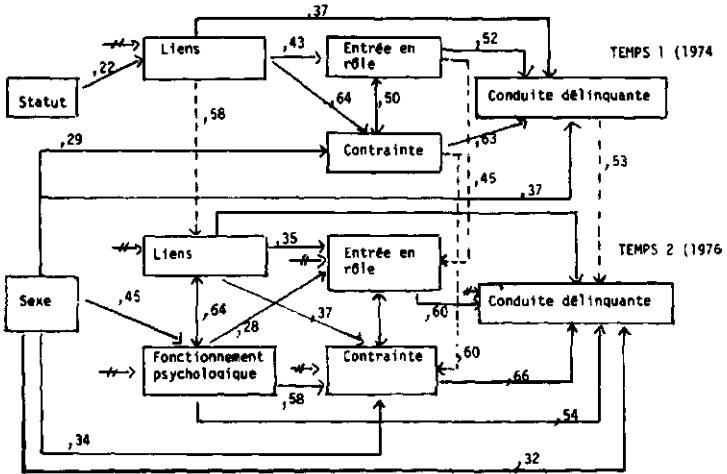 ,37
Liens
,43
Entrée en
rôle
,52
TEMPS 1 (1974
,22
Statut
,64
,50
Conduite délinquante
,58
,29
Contrainte
,63
,45
,53
,37
Liens
,35
Entrée en
rôle
TEMPS 2 (1976
Sexe
,45
,64
,28
,37
,60
Conduite délinquante
Fonctionnement
psychologique
Contrainte
,60
,58
,66
,54
,34
,32